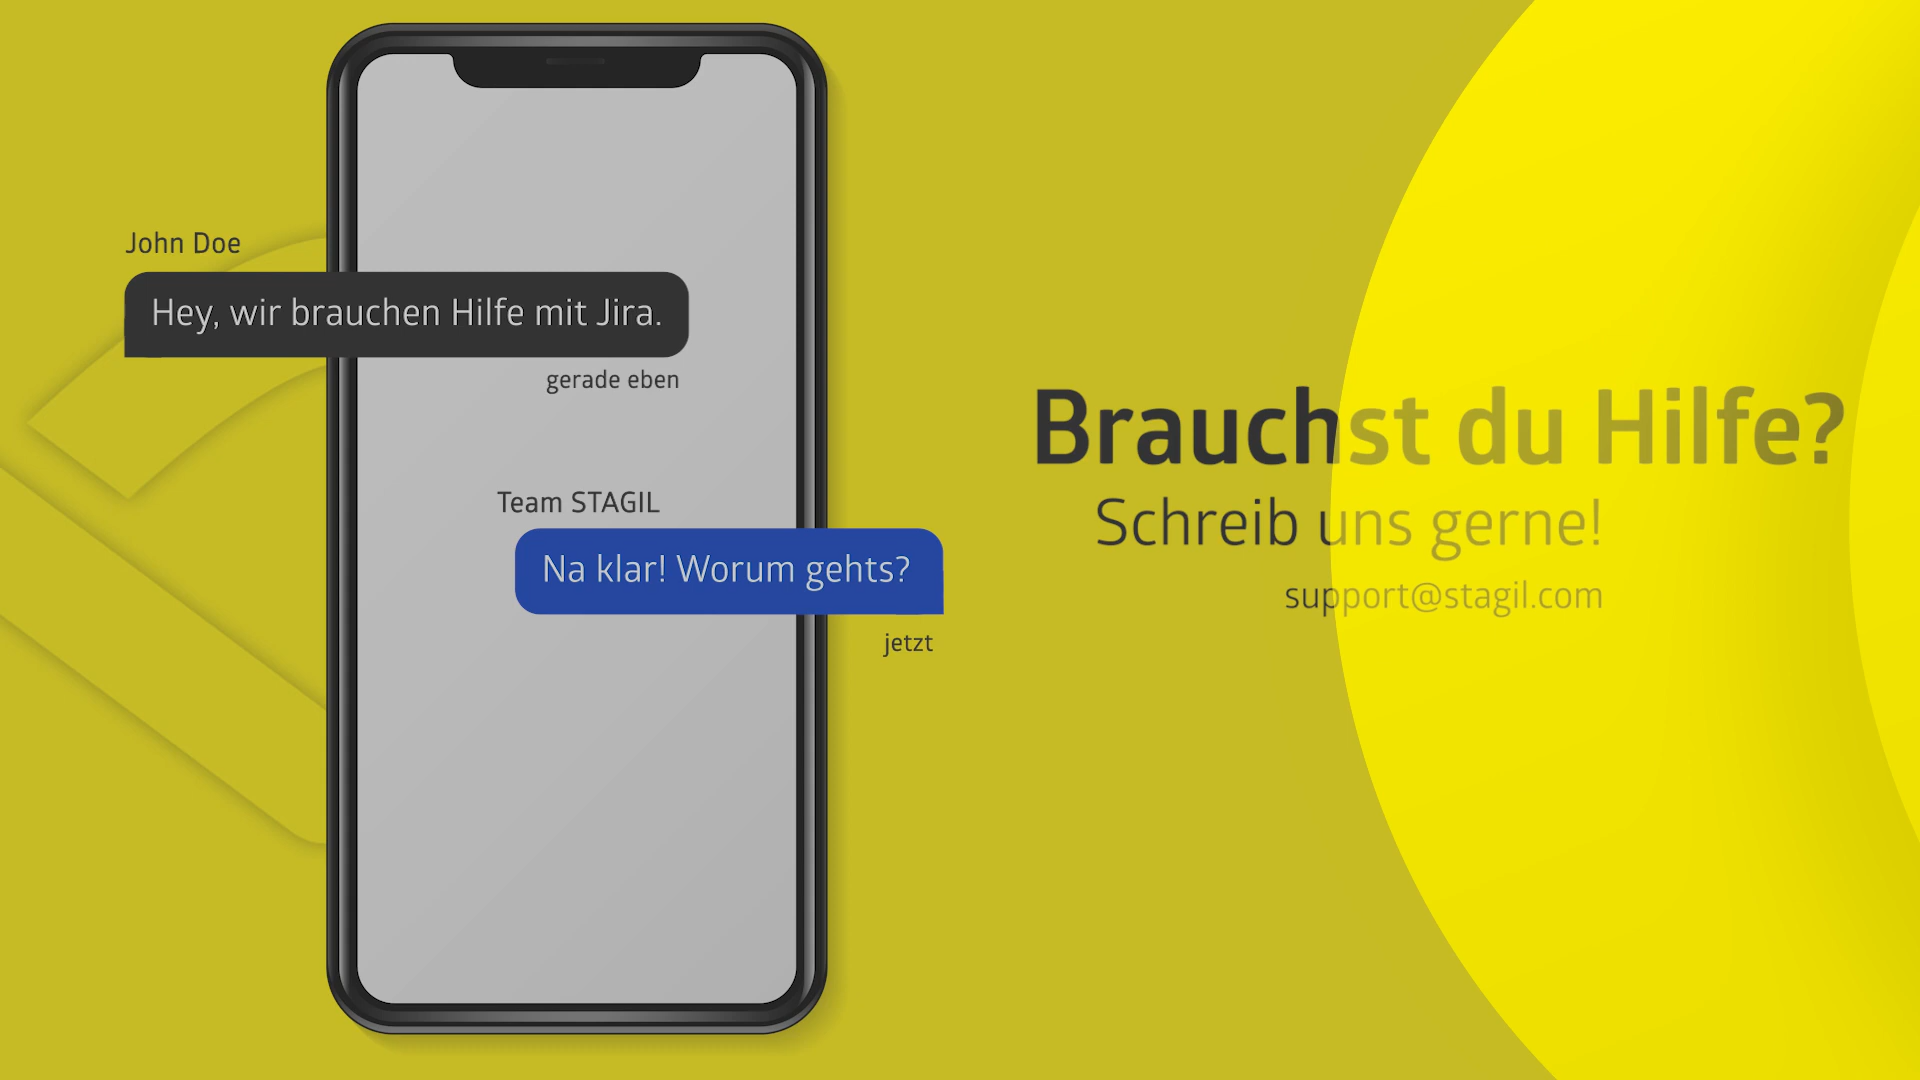 John Doe
Hey, wir brauchen Hilfe mit Jira.
gerade eben
Team STAGIL
Na klar! Worum gehts?
jetzt
Brauchst du Hilfe?
Schreib uns gerne!
support@stagil.com